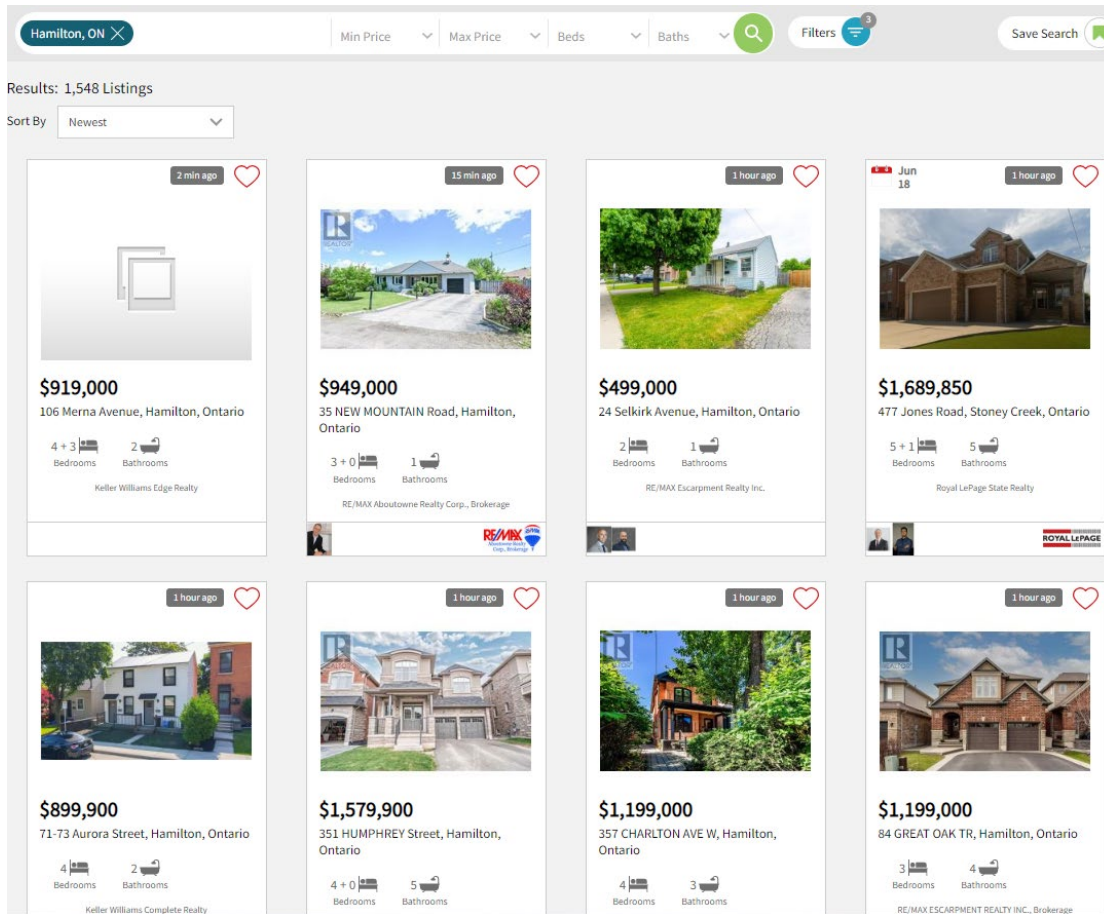 Hamilton, ON
Min Price
Max Price
Beds
Baths
Filters
3
Save Search
Results: 1,548 Listings
Sort By
Newest
2 min ago
$919,000
106 Merna Avenue, Hamilton, Ontario
4 + 3
2
Bedrooms
Bathrooms
Keller Williams Edge Realty
15 min ago
R
REALTOR
$949,000
35 NEW MOUNTAIN Road, Hamilton,
Ontario
3 + 0
1
Bedrooms
Bathrooms
RE/MAX Aboutowne Realty Corp., Brokerage
RE/MAX
Aboutowne Realty
Corp., Brokerage
1 hour ago
$499,000
24 Selkirk Avenue, Hamilton, Ontario
2
1
Bedrooms
Bathrooms
RE/MAX Escarpment Realty Inc.
Jun
18
1 hour ago
$1,689,850
477 Jones Road, Stoney Creek, Ontario
5 + 1
5
Bedrooms
Bathrooms
Royal LePage State Realty
ROYAL LEPAGE
1 hour ago
$899,900
71-73 Aurora Street, Hamilton, Ontario
4
2
Bedrooms
Bathrooms
Keller Williams Complete Realty
1 hour ago
R
REALTOR
$1,579,900
351 HUMPHREY Street, Hamilton,
Ontario
4 + 0
5
Bedrooms
Bathrooms
1 hour ago
R
REALTOR
$1,199,000
357 CHARLTON AVE W, Hamilton,
Ontario
4
3
Bedrooms
Bathrooms
1 hour ago
R
REALTOR
$1,199,000
84 GREAT OAK TR, Hamilton, Ontario
3
4
Bedrooms
Bathrooms
RE/MAX ESCARPMENT REALTY INC., Brokerage